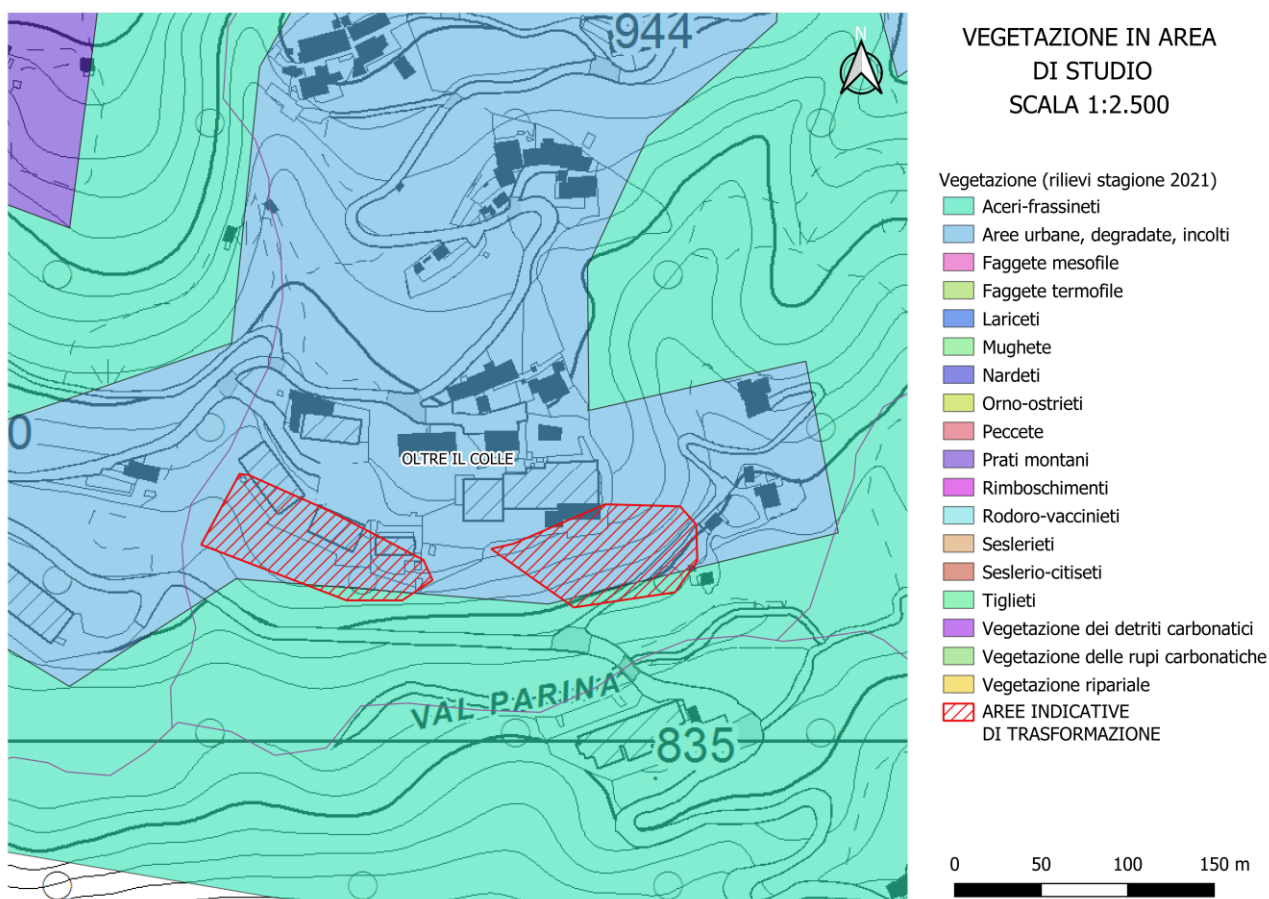 944
N
0
OLTRE IL COLLE
VAL PARINA
835
VEGETAZIONE IN AREA
DI STUDIO
SCALA 1:2.500
Vegetazione (rilievi stagione 2021)
Aceri-frassineti
Aree urbane, degradate, incolti
Faggete mesofile
Faggete termofile
Lariceti
Mughete
Nardeti
Orno-ostrieti
Peccete
Prati montani
Rimboschimenti
Rodoro-vaccinieti
Seslerieti
Seslerio-citiseti
Tiglieti
Vegetazione dei detriti carbonatici
Vegetazione delle rupi carbonatiche
Vegetazione ripariale
AREE INDICATIVE
DI TRASFORMAZIONE
0 50 100 150 m